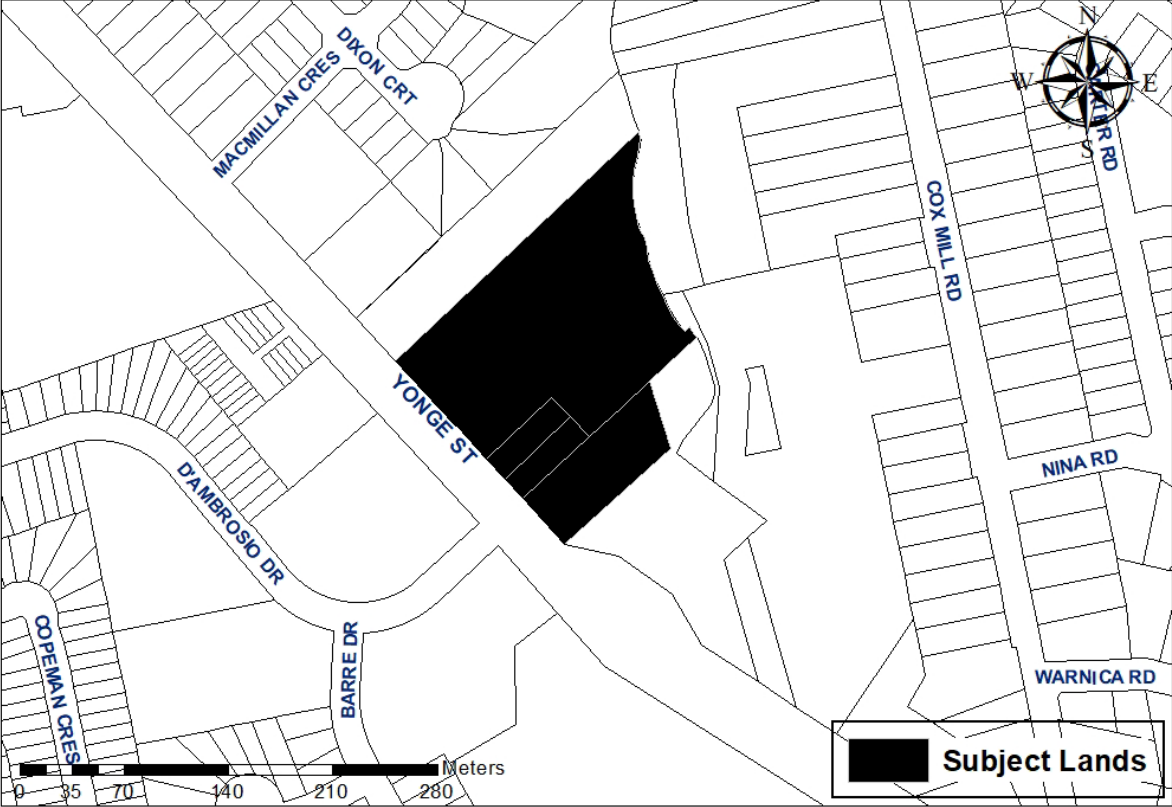 N
W
E
S
DIXON CRT
MACMILLAN CRES
COX MILL RD
YONGE ST
NINA RD
D'AMBROSIO DR
COPEMAN CRES
BARRE DR
WARNICA RD
Subject Lands
Meters
0 35 70 140 210 280